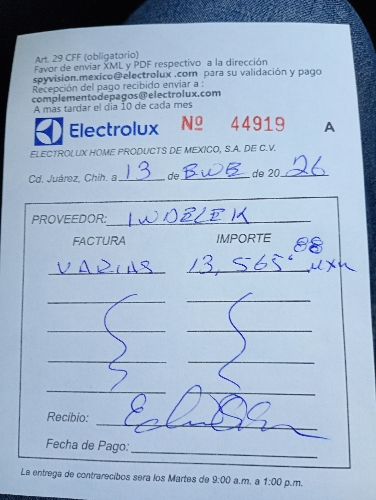 Art. 29 CFF (obligatorio)
Favor de enviar XML y PDF respectivo a la dirección
spyvision.mexico@electrolux .com para su validación y pago
Recepción del pago recibido enviar a :
complementodepagos@electrolux.com
A mas tardar el dia 10 de cada mes
Electrolux Nº 44919 A
ELECTROLUX HOME PRODUCTS DE MEXICO, S.A. DE C.V.
Cd. Juárez, Chih. a 13 de de 20 26
PROVEEDOR: INDELEK
FACTURA IMPORTE
VARIAS 13,565.88 MXN
Recibio:
Fecha de Pago:
La entrega de contrarecibos sera los Martes de 9:00 a.m. a 1:00 p.m.